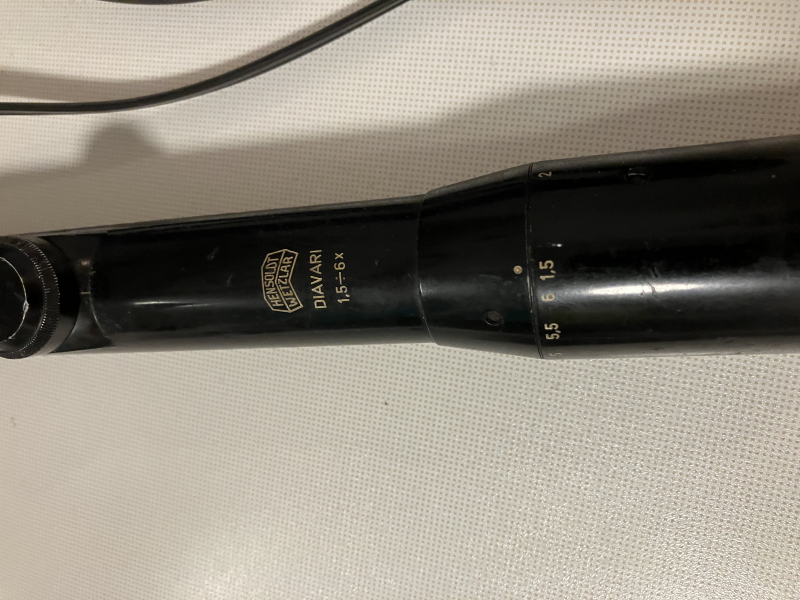 HENSOLDT
WETZLAR
DIAVARI
1,5÷6x
2
1,5
6
5,5